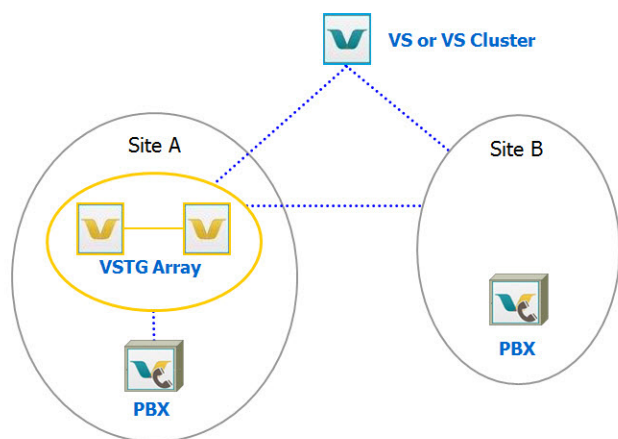 VS or VS Cluster
Site A
Site B
VSTG Array
PBX
PBX